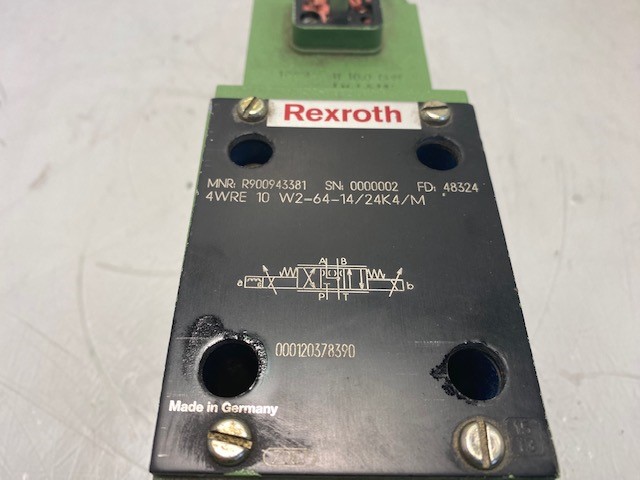 Rexroth
MNR: R900943381 SN: 0000002 FD: 48324
4WRE 10 W2-64-14/24K4/M
A B
a b
P T
000120378390
Made in Germany